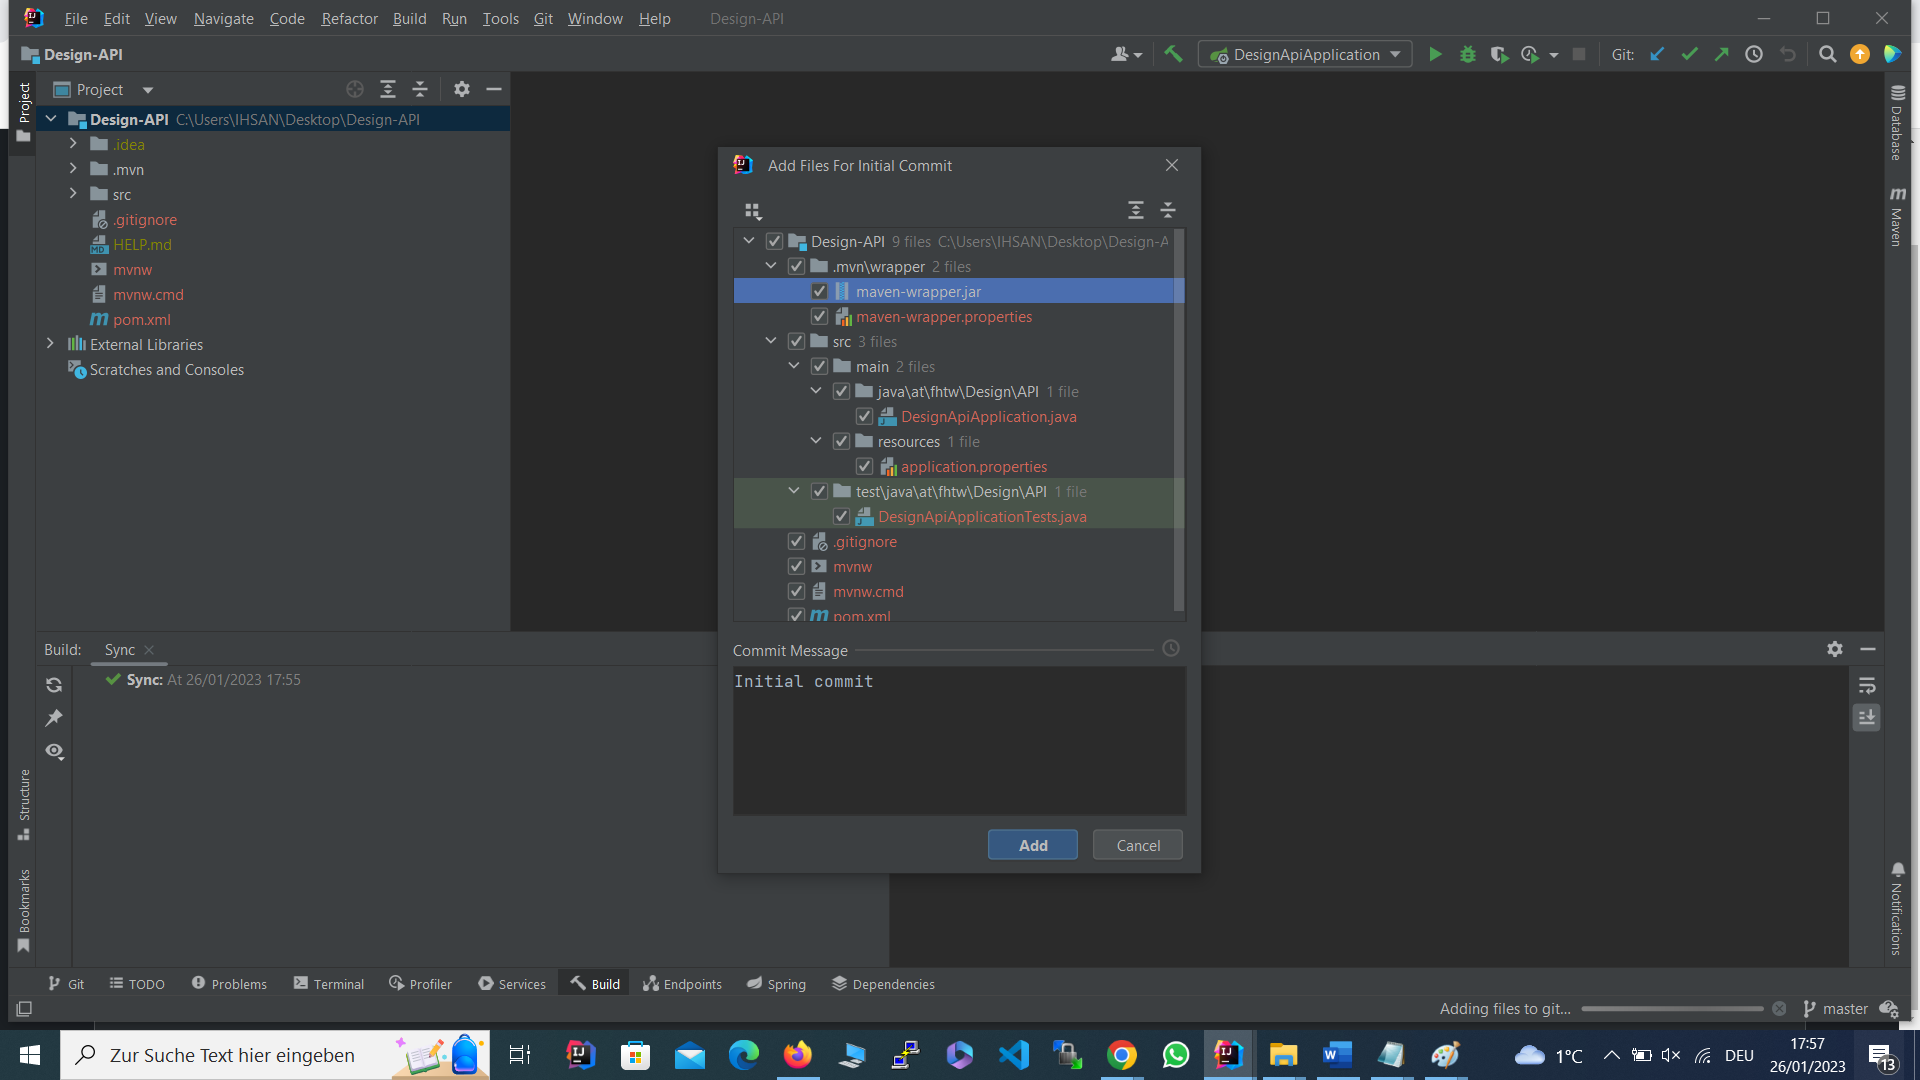 File Edit View Navigate Code Refactor Build Run Tools Git Window Help Design-API
Design-API
DesignApiApplication
Git:
Project
Project
Design-API C:\Users\IHSAN\Desktop\Design-API
.idea
.mvn
src
.gitignore
HELP.md
mvnw
mvnw.cmd
pom.xml
External Libraries
Scratches and Consoles
Database
Maven
Add Files For Initial Commit
Design-API 9 files C:\Users\IHSAN\Desktop\Design-A
.mvn\wrapper 2 files
maven-wrapper.jar
maven-wrapper.properties
src 3 files
main 2 files
java\at\fhtw\Design\API 1 file
DesignApiApplication.java
resources 1 file
application.properties
test\java\at\fhtw\Design\API 1 file
DesignApiApplicationTests.java
.gitignore
mvnw
mvnw.cmd
pom.xml
Commit Message
Initial commit
Add Cancel
Build: Sync
Sync: At 26/01/2023 17:55
Structure
Bookmarks
Notifications
Git TODO Problems Terminal Profiler Services Build Endpoints Spring Dependencies
Adding files to git... master
Zur Suche Text hier eingeben
1°C
DEU
17:57
26/01/2023
13